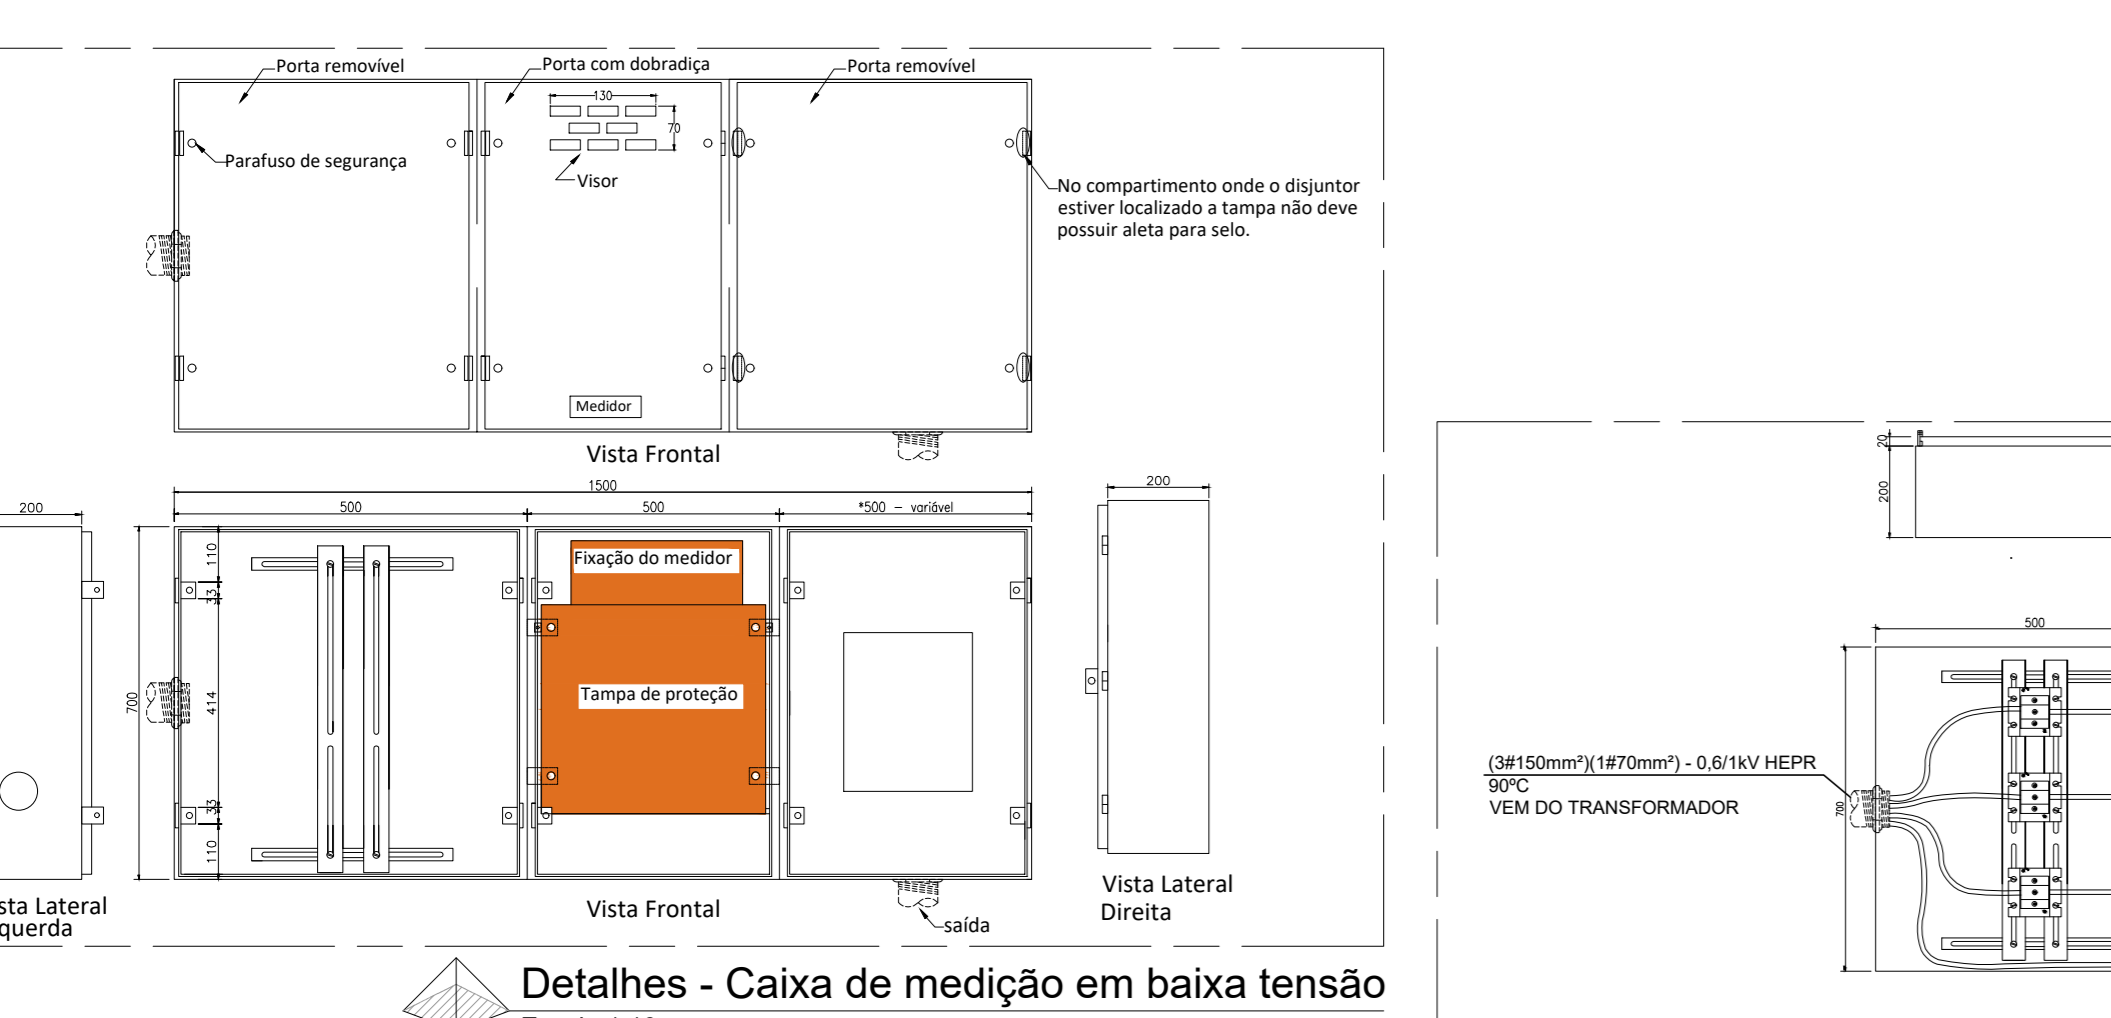 Porta removível
Porta com dobradiça
Porta removível
130
70
Parafuso de segurança
Visor
No compartimento onde o disjuntor
estiver localizado a tampa não deve
possuir aleta para selo.
Medidor
Vista Frontal
1500
200
500
500
*500 - variável
200
110
33
414
33
110
700
Fixação do medidor
Tampa de proteção
sta Lateral
querda
Vista Frontal
saída
Vista Lateral
Direita
Detalhes - Caixa de medição em baixa tensão
20
200
500
700
(3#150mm²)(1#70mm²) - 0,6/1kV HEPR
90ºC
VEM DO TRANSFORMADOR